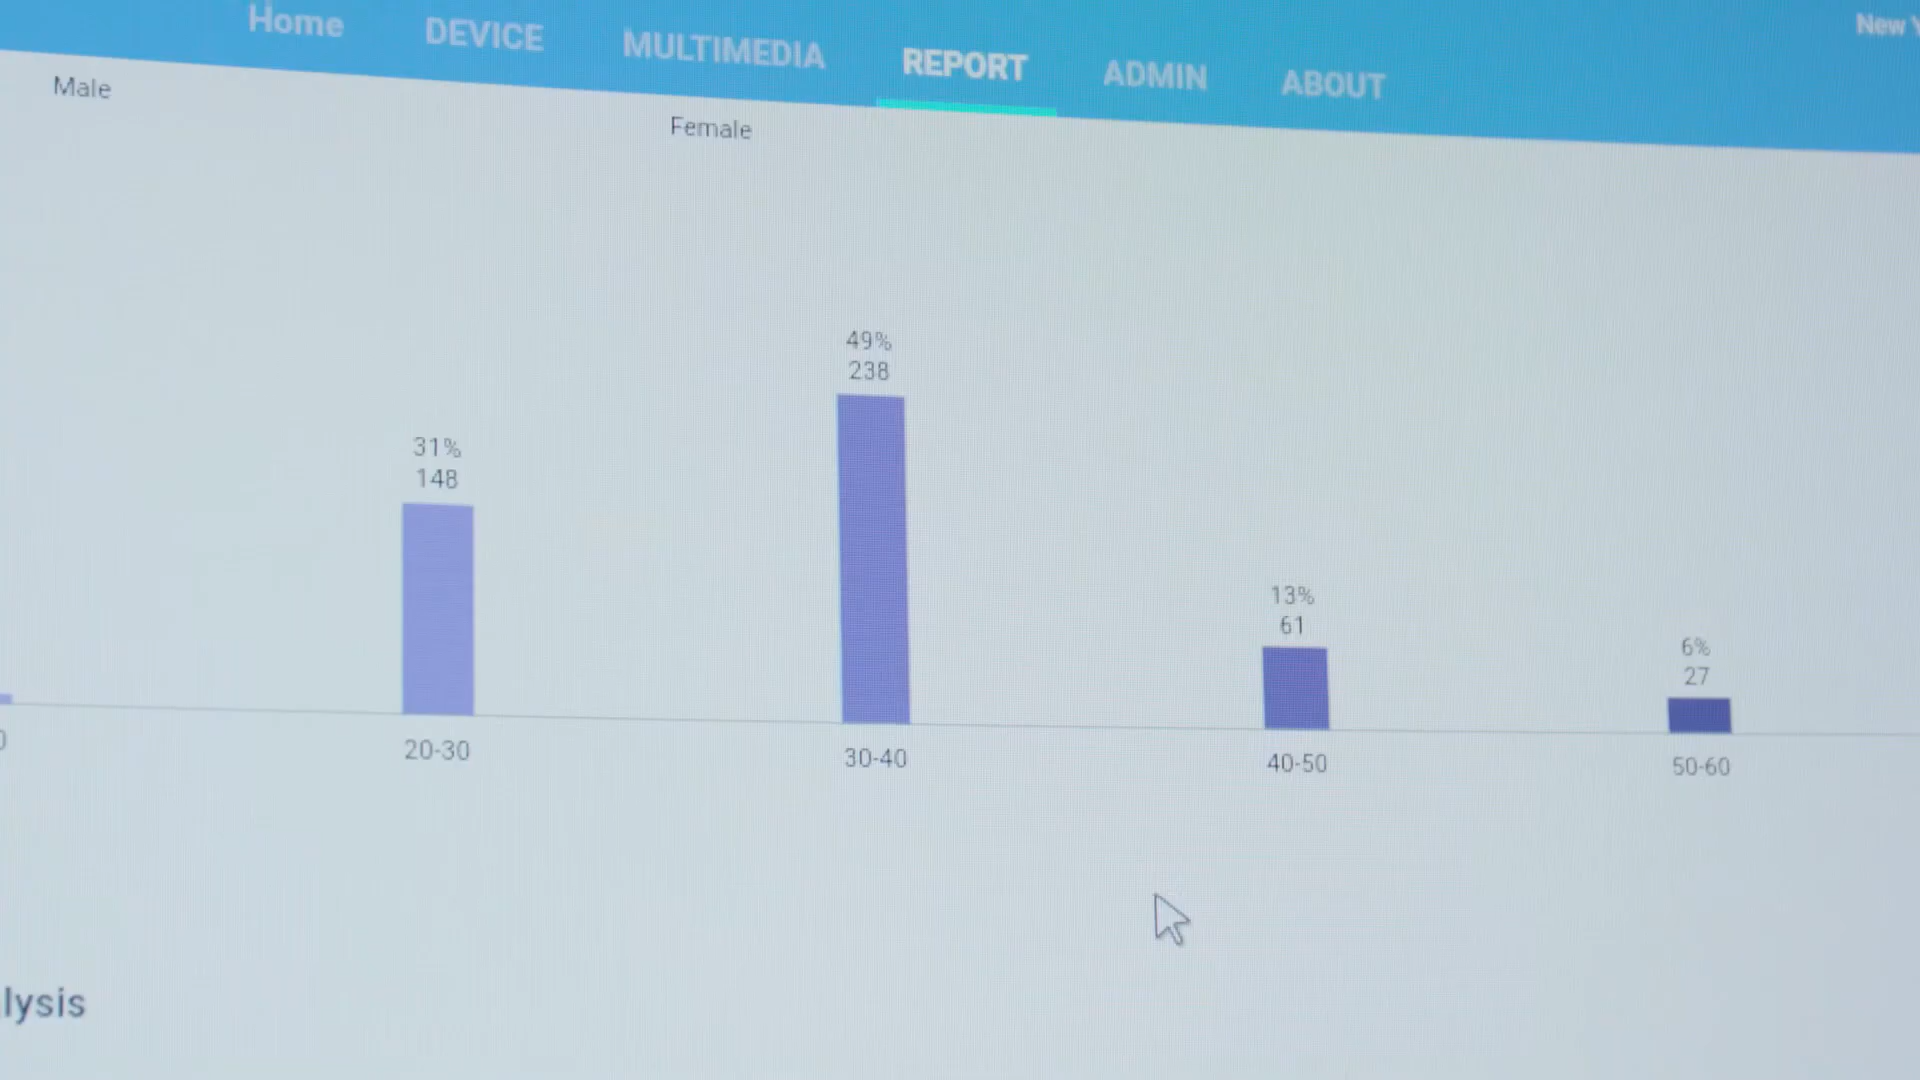 Home DEVICE MULTIMEDIA REPORT ADMIN ABOUT New
Male Female
49%
238
31%
148
13%
61
6%
27
20-30 30-40 40-50 50-60
lysis